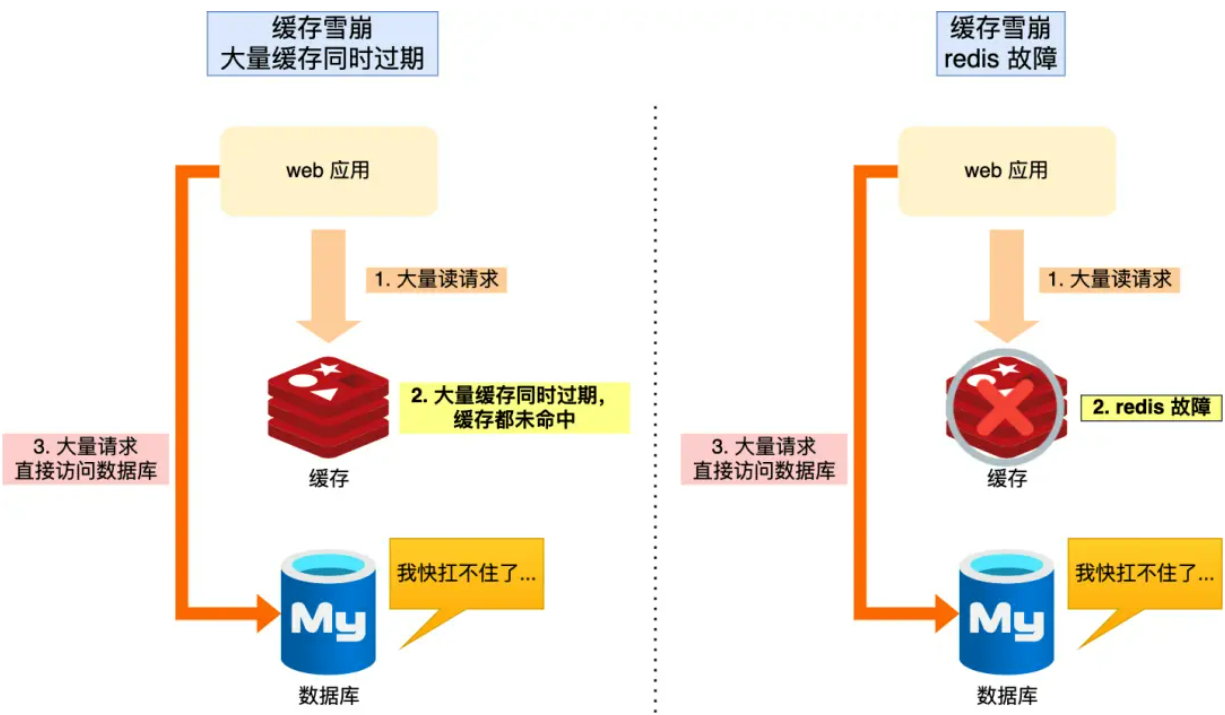 缓存雪崩
大量缓存同时过期
web 应用
1. 大量读请求
2. 大量缓存同时过期，
缓存都未命中
缓存
3. 大量请求
直接访问数据库
我快扛不住了...
My
数据库
缓存雪崩
redis 故障
web 应用
1. 大量读请求
2. redis 故障
缓存
3. 大量请求
直接访问数据库
我快扛不住了...
My
数据库